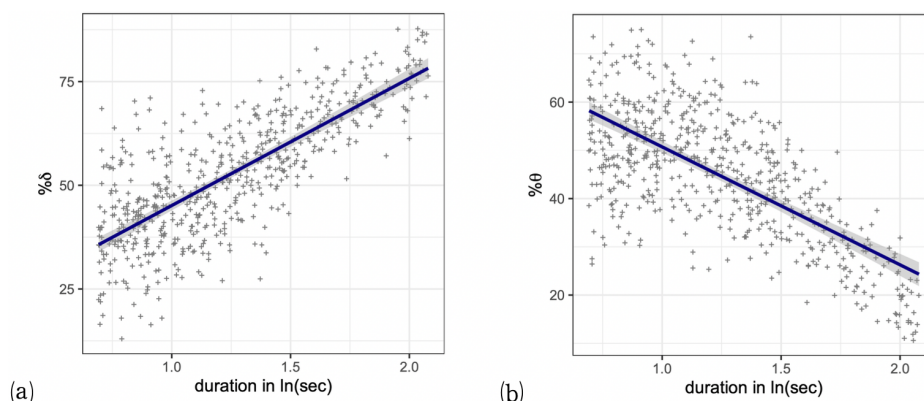 75
50
25
%δ
1.0 1.5 2.0
duration in ln(sec)
(a)
60
40
20
%θ
1.0 1.5 2.0
duration in ln(sec)
(b)